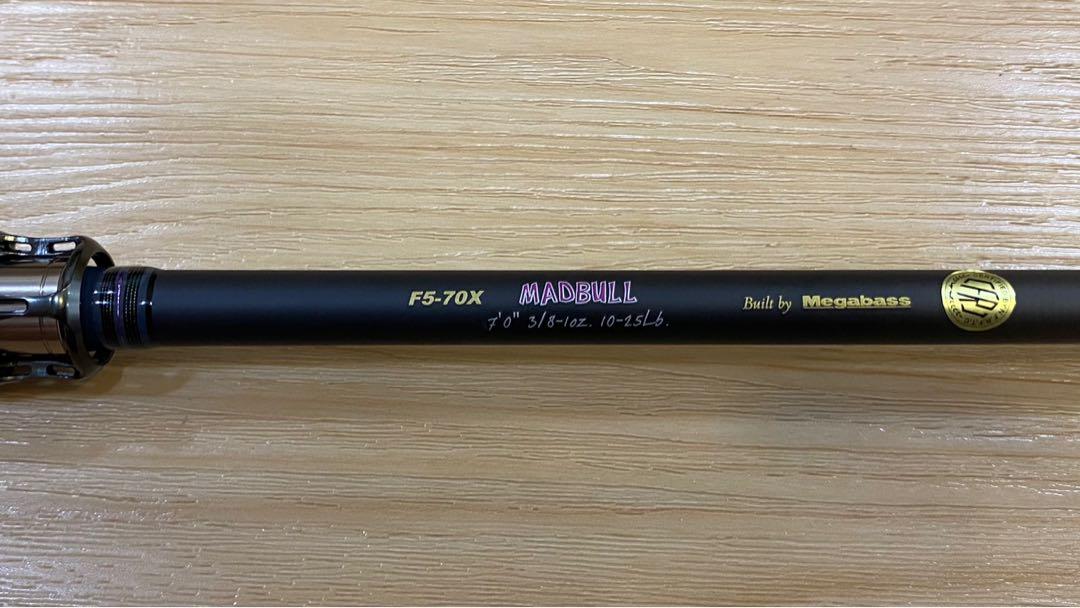 F5-70X MADBULL
7'0" 3/8-1oz. 10-25Lb.
Built by Megabass